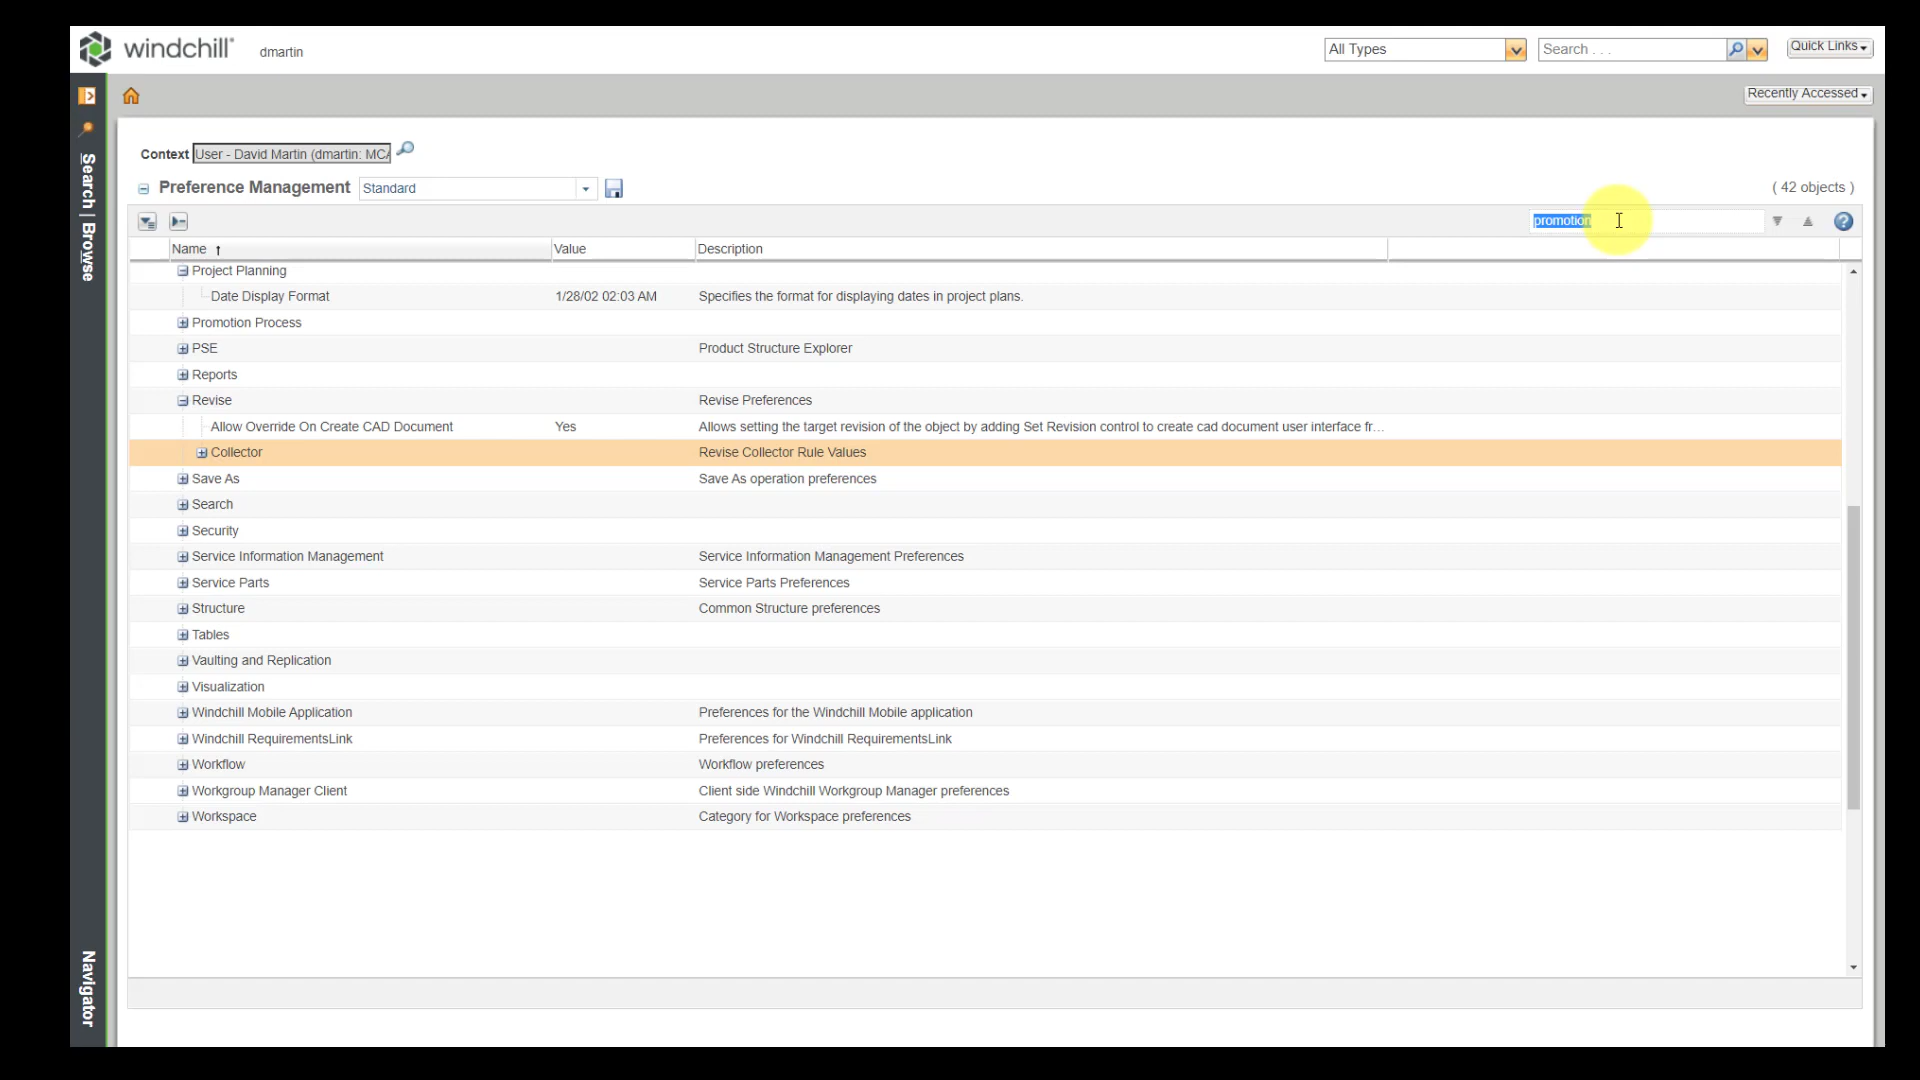 windchill dmartin All Types Search . . . Quick Links
Recently Accessed
Search | Browse
Navigator
Context User - David Martin (dmartin: MCA
Preference Management Standard ( 42 objects )
promotion
Name Value Description
Project Planning
Date Display Format 1/28/02 02:03 AM Specifies the format for displaying dates in project plans.
Promotion Process
PSE Product Structure Explorer
Reports
Revise Revise Preferences
Allow Override On Create CAD Document Yes Allows setting the target revision of the object by adding Set Revision control to create cad document user interface fr...
Collector Revise Collector Rule Values
Save As Save As operation preferences
Search
Security
Service Information Management Service Information Management Preferences
Service Parts Service Parts Preferences
Structure Common Structure preferences
Tables
Vaulting and Replication
Visualization
Windchill Mobile Application Preferences for the Windchill Mobile application
Windchill RequirementsLink Preferences for Windchill RequirementsLink
Workflow Workflow preferences
Workgroup Manager Client Client side Windchill Workgroup Manager preferences
Workspace Category for Workspace preferences